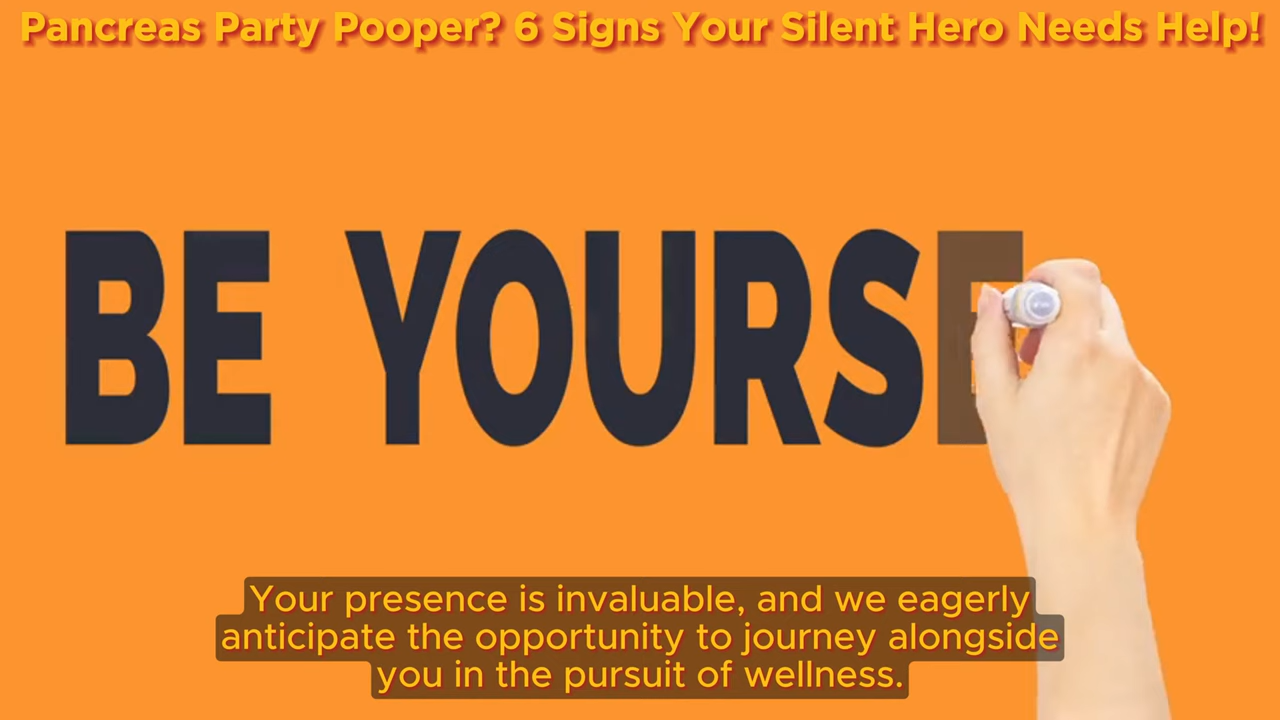 Pancreas Party Pooper? 6 Signs Your Silent Hero Needs Help!
BE YOURSE
Your presence is invaluable, and we eagerly
anticipate the opportunity to journey alongside
you in the pursuit of wellness.